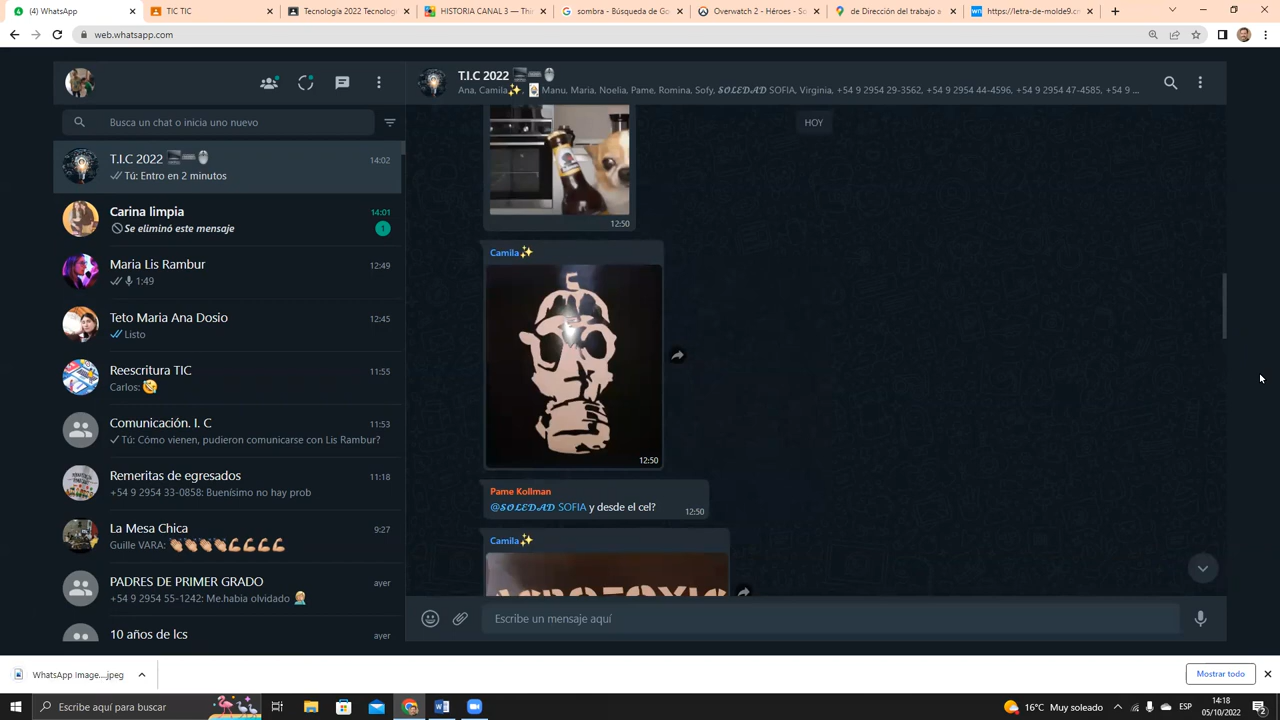 (4) WhatsApp
TIC TIC
Tecnología 2022 Tecnolog
HISTORIA CANAL 3 — Thi
sombra - Búsqueda de Go
Overwatch 2 - Héroes - So
de Dirección del trabajo a
https://letra-de-molde9.c
web.whatsapp.com
T.I.C 2022
Ana, Camila✨, Manu, Maria, Noelia, Pame, Romina, Sofy, 𝓢𝓞𝓛𝓔𝓓𝓐𝓓 SOFIA, Virginia, +54 9 2954 29-3562, +54 9 2954 44-4596, +54 9 2954 47-4585, +54 9 ...
Busca un chat o inicia uno nuevo
T.I.C 2022
14:02
Tú: Entro en 2 minutos
Carina limpia
14:01
Se eliminó este mensaje
1
Maria Lis Rambur
12:49
1:49
Teto Maria Ana Dosio
12:45
Listo
Reescritura TIC
11:55
Carlos:
Comunicación. I. C
11:53
Tú: Cómo vienen, pudieron comunicarse con Lis Rambur?
Remeritas de egresados
11:18
+54 9 2954 33-0858: Buenísimo no hay prob
La Mesa Chica
9:27
Guille VARA: 👏👏👏👏💪💪💪💪
PADRES DE PRIMER GRADO
ayer
+54 9 2954 55-1242: Me.habia olvidado
10 años de lcs
ayer
HOY
12:50
Camila✨
12:50
Pame Kollman
@𝓢𝓞𝓛𝓔𝓓𝓐𝓓 SOFIA y desde el cel?
12:50
Camila✨
AGROTOXIC
Escribe un mensaje aquí
WhatsApp Image....jpeg
Mostrar todo
Escribe aquí para buscar
16°C Muy soleado
ESP
14:18
05/10/2022
2